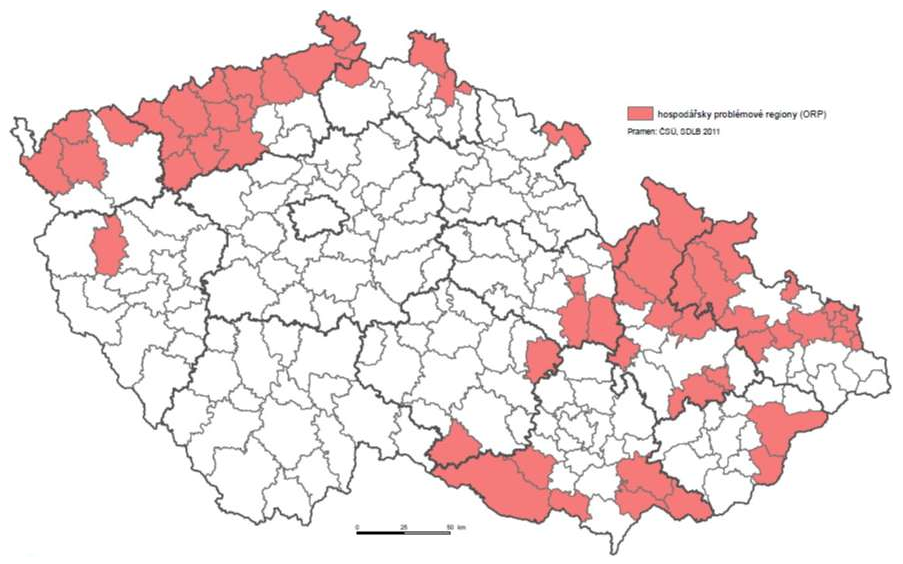 hospodářsky problémové regiony (ORP)
Pramen: ČSÚ, SDLB 2011
0 25 50 km